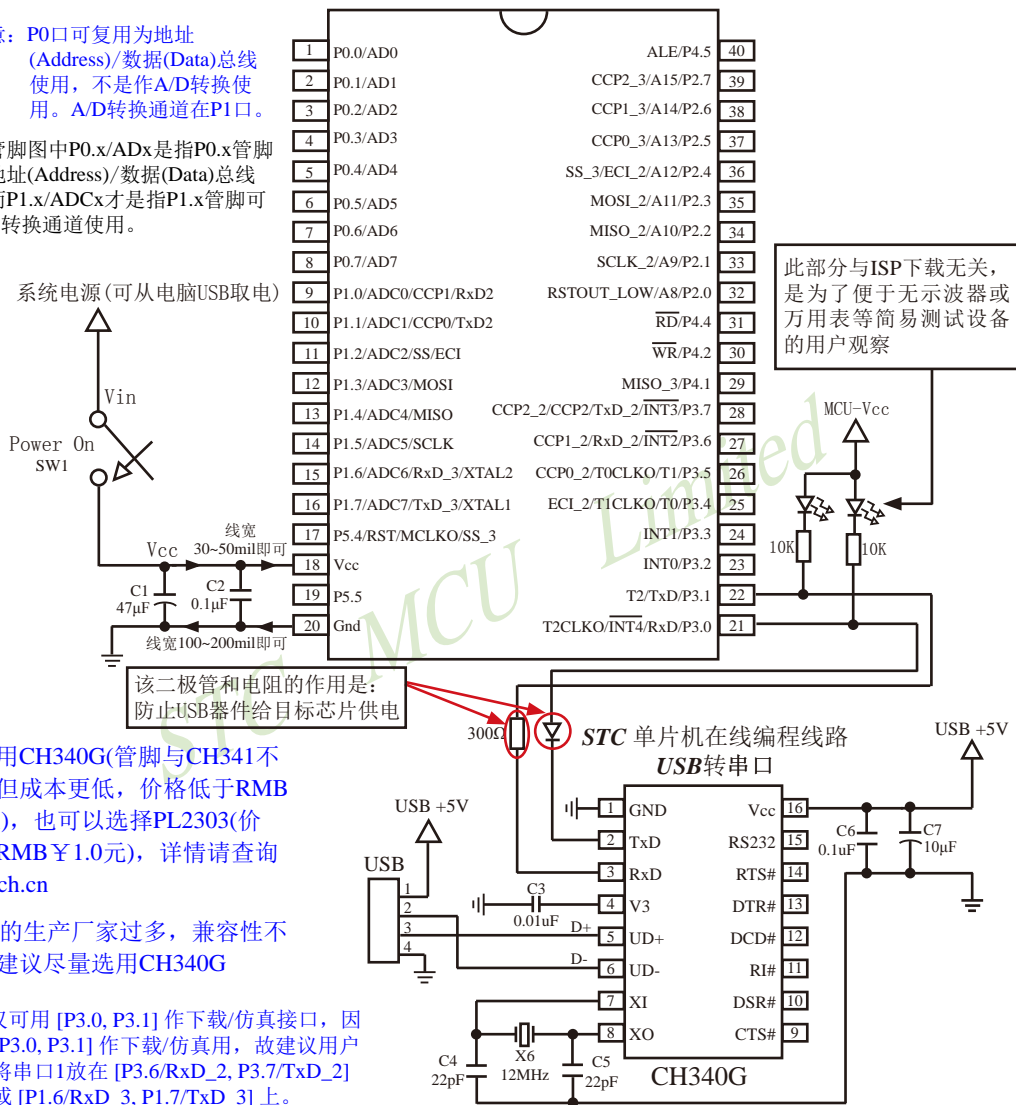 意：P0口可复用为地址
(Address)/数据(Data)总线
使用，不是作A/D转换使
用。A/D转换通道在P1口。
管脚图中P0.x/ADx是指P0.x管脚
地址(Address)/数据(Data)总线
而P1.x/ADCx才是指P1.x管脚可
转换通道使用。
系统电源(可从电脑USB取电)
Vin
Power On
SW1
Vcc
线宽
30~50mil即可
C1
47μF
C2
0.1μF
线宽100~200mil即可
1 P0.0/AD0
2 P0.1/AD1
3 P0.2/AD2
4 P0.3/AD3
5 P0.4/AD4
6 P0.5/AD5
7 P0.6/AD6
8 P0.7/AD7
9 P1.0/ADC0/CCP1/RxD2
10 P1.1/ADC1/CCP0/TxD2
11 P1.2/ADC2/SS/ECI
12 P1.3/ADC3/MOSI
13 P1.4/ADC4/MISO
14 P1.5/ADC5/SCLK
15 P1.6/ADC6/RxD_3/XTAL2
16 P1.7/ADC7/TxD_3/XTAL1
17 P5.4/RST/MCLKO/SS_3
18 Vcc
19 P5.5
20 Gnd
ALE/P4.5 40
CCP2_3/A15/P2.7 39
CCP1_3/A14/P2.6 38
CCP0_3/A13/P2.5 37
SS_3/ECI_2/A12/P2.4 36
MOSI_2/A11/P2.3 35
MISO_2/A10/P2.2 34
SCLK_2/A9/P2.1 33
RSTOUT_LOW/A8/P2.0 32
RD/P4.4 31
WR/P4.2 30
MISO_3/P4.1 29
CCP2_2/CCP2/TxD_2/INT3/P3.7 28
CCP1_2/RxD_2/INT2/P3.6 27
CCP0_2/T0CLKO/T1/P3.5 26
ECI_2/T1CLKO/T0/P3.4 25
INT1/P3.3 24
INT0/P3.2 23
T2/TxD/P3.1 22
T2CLKO/INT4/RxD/P3.0 21
STC MCU Limited
此部分与ISP下载无关，
是为了便于无示波器或
万用表等简易测试设备
的用户观察
MCU-Vcc
10K
10K
该二极管和电阻的作用是：
防止USB器件给目标芯片供电
300Ω
STC 单片机在线编程线路
USB转串口
用CH340G(管脚与CH341不
但成本更低，价格低于RMB
)，也可以选择PL2303(价
RMB￥1.0元)，详情请查询
ch.cn
的生产厂家过多，兼容性不
建议尽量选用CH340G
仅可用 [P3.0, P3.1] 作下载/仿真接口，因
P3.0, P3.1] 作下载/仿真用，故建议用户
将串口1放在 [P3.6/RxD_2, P3.7/TxD_2]
或 [P1.6/RxD_3, P1.7/TxD_3] 上。
USB +5V
USB
1
2
3
4
C3
0.01uF
D+
D-
1 GND
2 TxD
3 RxD
4 V3
5 UD+
6 UD-
7 XI
8 XO
Vcc 16
RS232 15
RTS# 14
DTR# 13
DCD# 12
RI# 11
DSR# 10
CTS# 9
CH340G
C4
22pF
X6
12MHz
C5
22pF
USB +5V
C6
0.1uF
C7
10μF